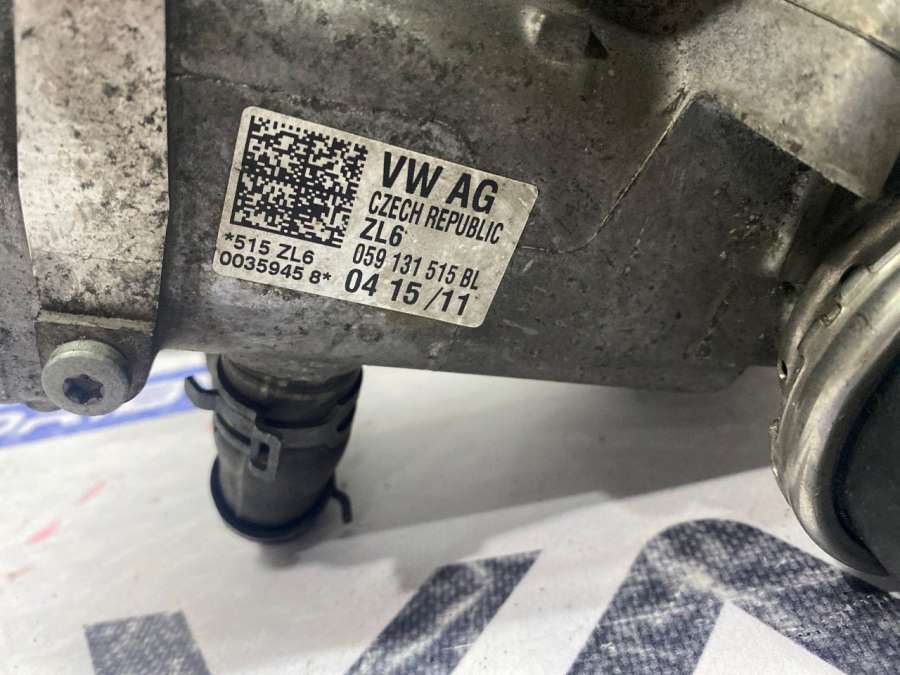 VW AG
CZECH REPUBLIC
ZL6
059 131 515 BL
04 15/11
*515 ZL6
0035945 8*